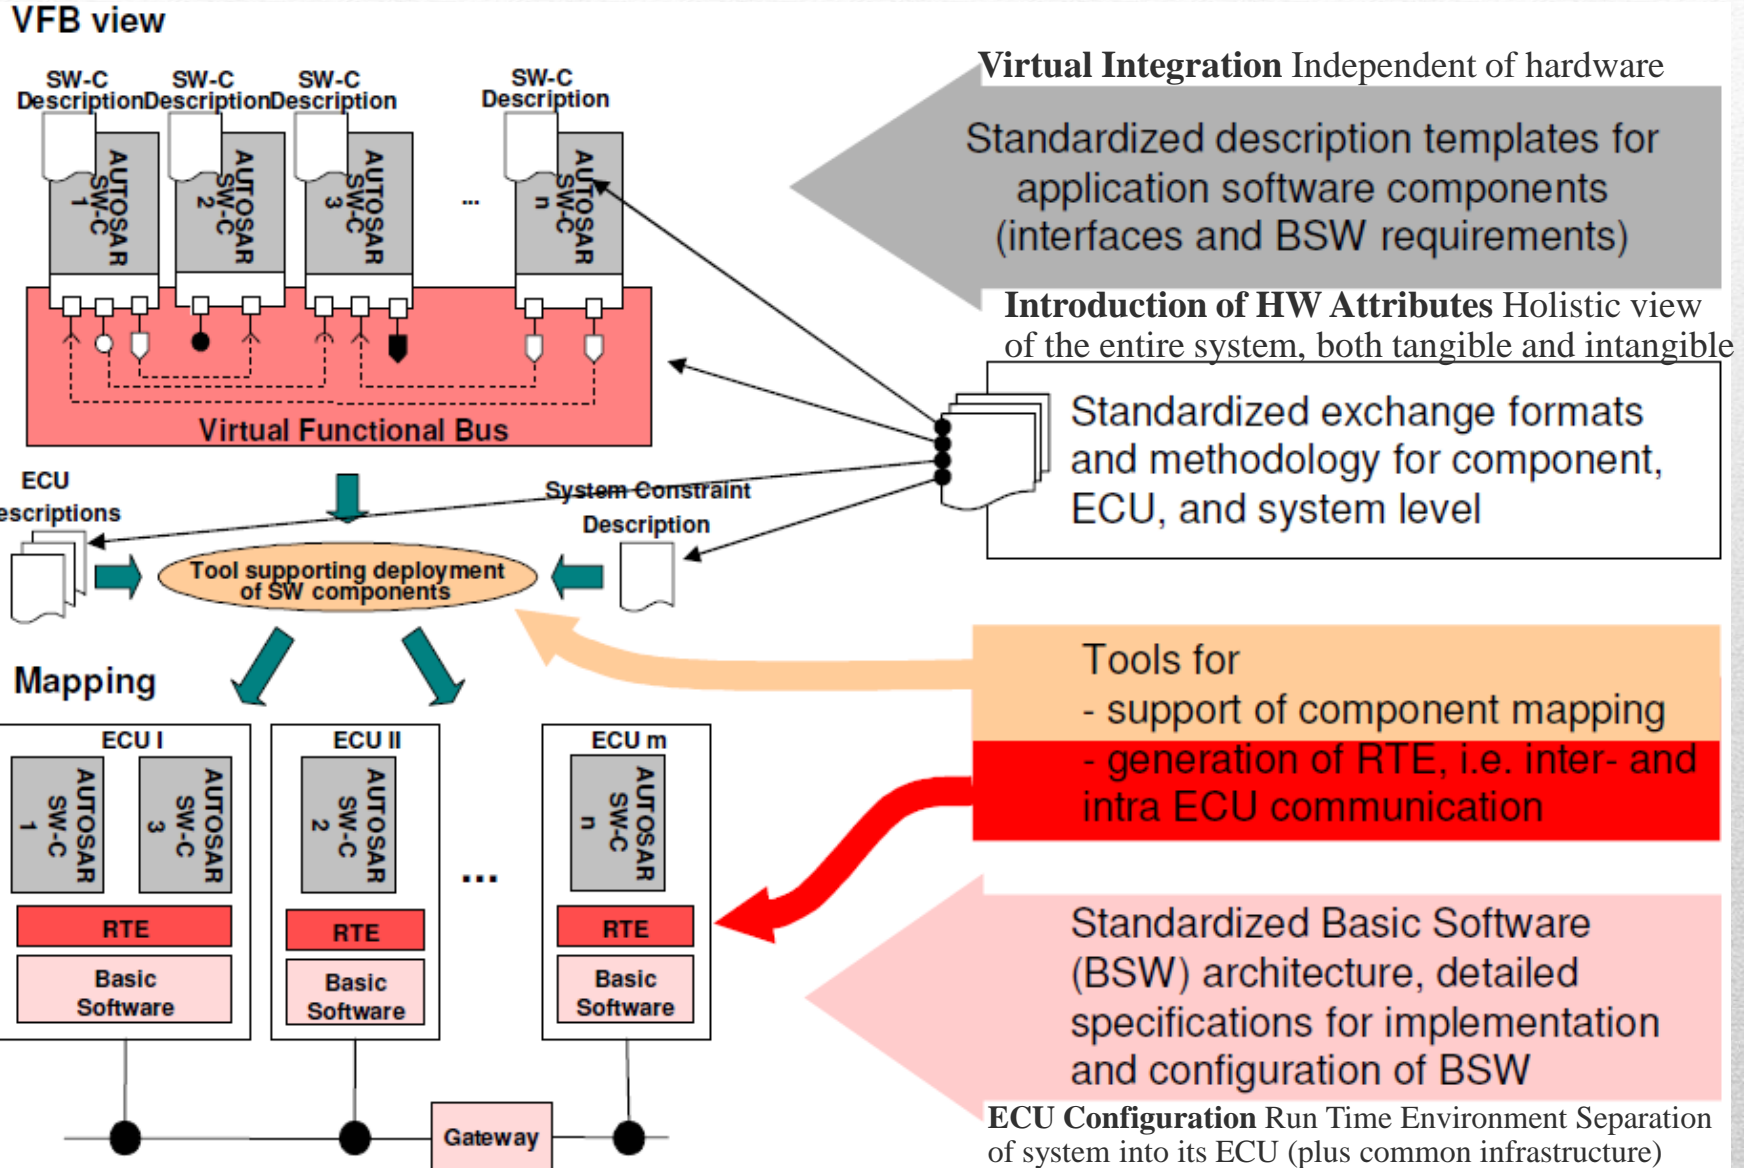 VFB view
SW-C
Description
SW-C
Description
SW-C
Description
SW-C
Description
AUTOSAR
SW-C
1
AUTOSAR
SW-C
2
AUTOSAR
SW-C
3
...
AUTOSAR
SW-C
n
Virtual Functional Bus
Virtual Integration Independent of hardware
Standardized description templates for
application software components
(interfaces and BSW requirements)
Introduction of HW Attributes Holistic view
of the entire system, both tangible and intangible
Standardized exchange formats
and methodology for component,
ECU, and system level
ECU
escriptions
System Constraint
Description
Tool supporting deployment
of SW components
Mapping
Tools for
- support of component mapping
- generation of RTE, i.e. inter- and
intra ECU communication
ECU I
AUTOSAR
SW-C
1
AUTOSAR
SW-C
3
RTE
Basic
Software
ECU II
AUTOSAR
SW-C
2
RTE
Basic
Software
...
ECU m
AUTOSAR
SW-C
n
RTE
Basic
Software
Gateway
Standardized Basic Software
(BSW) architecture, detailed
specifications for implementation
and configuration of BSW
ECU Configuration Run Time Environment Separation
of system into its ECU (plus common infrastructure)